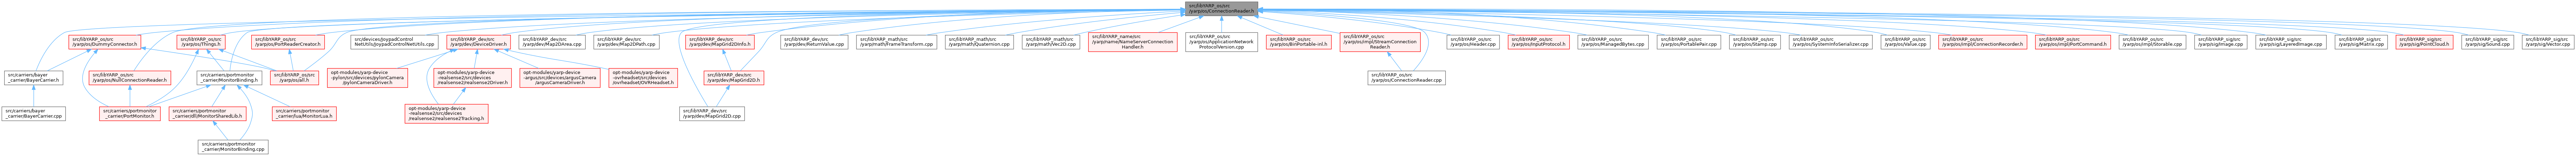 src/libYARP_os/src
/yarp/os/ConnectionReader.h
src/libYARP_os/src
/yarp/os/DummyConnector.h
src/libYARP_os/src
/yarp/os/Things.h
src/libYARP_os/src
/yarp/os/PortReaderCreator.h
src/devices/JoypadControl
NetUtils/JoypadControlNetUtils.cpp
src/libYARP_dev/src
/yarp/dev/DeviceDriver.h
src/libYARP_dev/src
/yarp/dev/Map2DArea.cpp
src/libYARP_dev/src
/yarp/dev/Map2DPath.cpp
src/libYARP_dev/src
/yarp/dev/MapGrid2DInfo.h
src/libYARP_dev/src
/yarp/dev/ReturnValue.cpp
src/libYARP_math/src
/yarp/math/FrameTransform.cpp
src/libYARP_math/src
/yarp/math/Quaternion.cpp
src/libYARP_math/src
/yarp/math/Vec2D.cpp
src/libYARP_name/src
/yarp/name/NameServerConnection
Handler.h
src/libYARP_os/src
/yarp/os/ApplicationNetwork
ProtocolVersion.cpp
src/libYARP_os/src
/yarp/os/BinPortable-inl.h
src/libYARP_os/src
/yarp/os/impl/StreamConnection
Reader.h
src/libYARP_os/src
/yarp/os/Header.cpp
src/libYARP_os/src
/yarp/os/InputProtocol.h
src/libYARP_os/src
/yarp/os/ManagedBytes.cpp
src/libYARP_os/src
/yarp/os/PortablePair.cpp
src/libYARP_os/src
/yarp/os/Stamp.cpp
src/libYARP_os/src
/yarp/os/SystemInfoSerializer.cpp
src/libYARP_os/src
/yarp/os/Value.cpp
src/libYARP_os/src
/yarp/os/impl/ConnectionRecorder.h
src/libYARP_os/src
/yarp/os/impl/PortCommand.h
src/libYARP_os/src
/yarp/os/impl/Storable.cpp
src/libYARP_sig/src
/yarp/sig/Image.cpp
src/libYARP_sig/src
/yarp/sig/LayeredImage.cpp
src/libYARP_sig/src
/yarp/sig/Matrix.cpp
src/libYARP_sig/src
/yarp/sig/PointCloud.h
src/libYARP_sig/src
/yarp/sig/Sound.cpp
src/libYARP_sig/src
/yarp/sig/Vector.cpp
src/carriers/bayer
_carrier/BayerCarrier.h
src/libYARP_os/src
/yarp/os/NullConnectionReader.h
src/carriers/portmonitor
_carrier/MonitorBinding.h
src/libYARP_os/src
/yarp/os/all.h
opt-modules/yarp-device
-pylon/src/devices/pylonCamera
/pylonCameraDriver.h
opt-modules/yarp-device
-realsense2/src/devices
/realsense2/realsense2Driver.h
opt-modules/yarp-device
-argus/src/devices/argusCamera
/argusCameraDriver.h
opt-modules/yarp-device
-ovrheadset/src/devices
/ovrheadset/OVRHeadset.h
src/libYARP_dev/src
/yarp/dev/MapGrid2D.h
src/libYARP_os/src
/yarp/os/ConnectionReader.cpp
src/carriers/bayer
_carrier/BayerCarrier.cpp
src/carriers/portmonitor
_carrier/PortMonitor.h
src/carriers/portmonitor
_carrier/dll/MonitorSharedLib.h
src/carriers/portmonitor
_carrier/lua/MonitorLua.h
opt-modules/yarp-device
-realsense2/src/devices
/realsense2/realsense2Tracking.h
src/libYARP_dev/src
/yarp/dev/MapGrid2D.cpp
src/carriers/portmonitor
_carrier/MonitorBinding.cpp